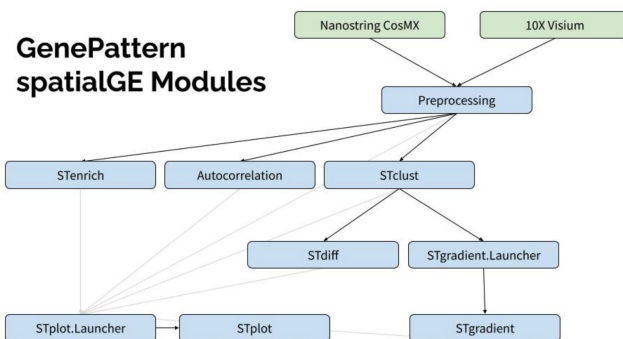 GenePattern
spatialGE Modules
Nanostring CosMX
10X Visium
Preprocessing
STenrich
Autocorrelation
STclust
STdiff
STgradient.Launcher
STplot.Launcher
STplot
STgradient